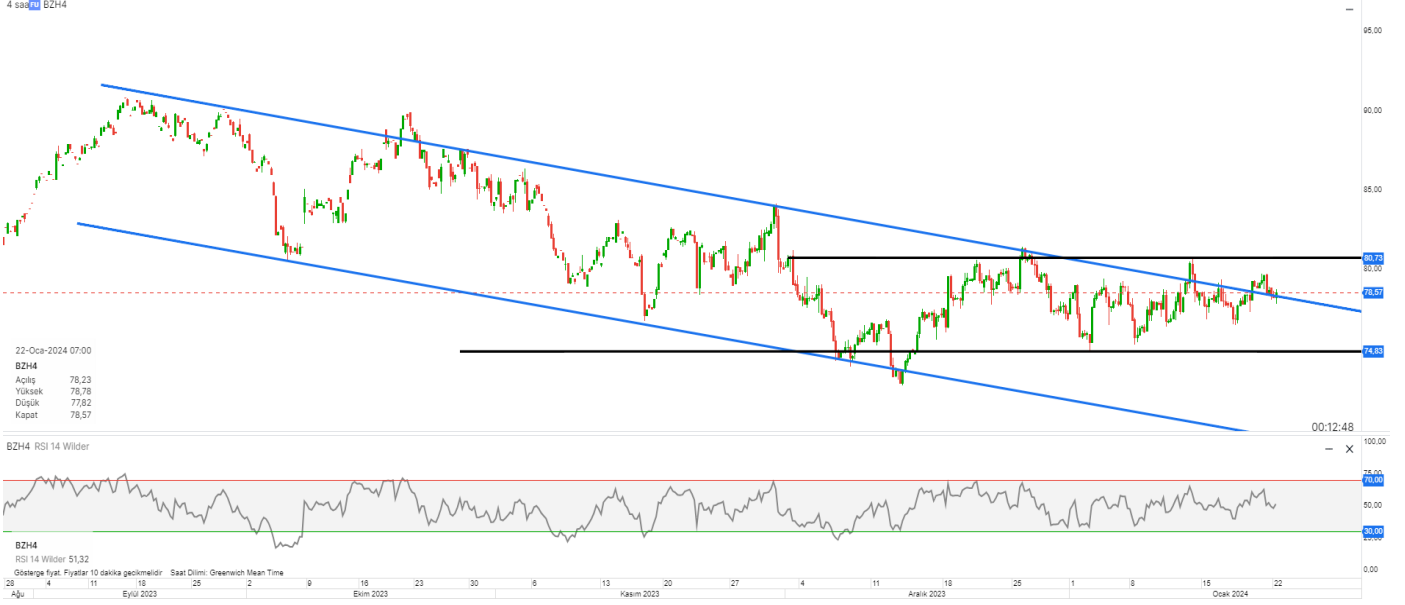 4 saa FU BZH4
95,00
90,00
85,00
80,73
80,00
78,57
74,83
22-Oca-2024 07:00
BZH4
Açılış 78,23
Yüksek 78,78
Düşük 77,82
Kapat 78,57
00:12:48
BZH4 RSI 14 Wilder
100,00
75,00
70,00
50,00
30,00
25,00
0,00
BZH4
RSI 14 Wilder 51,32
Gösterge fiyat. Fiyatlar 10 dakika gecikmelidir Saat Dilimi: Greenwich Mean Time
28 4 11 18 25 2 9 16 23 30 6 13 20 27 4 11 18 25 1 8 15 22
Ağu Eylül 2023 Ekim 2023 Kasım 2023 Aralık 2023 Ocak 2024